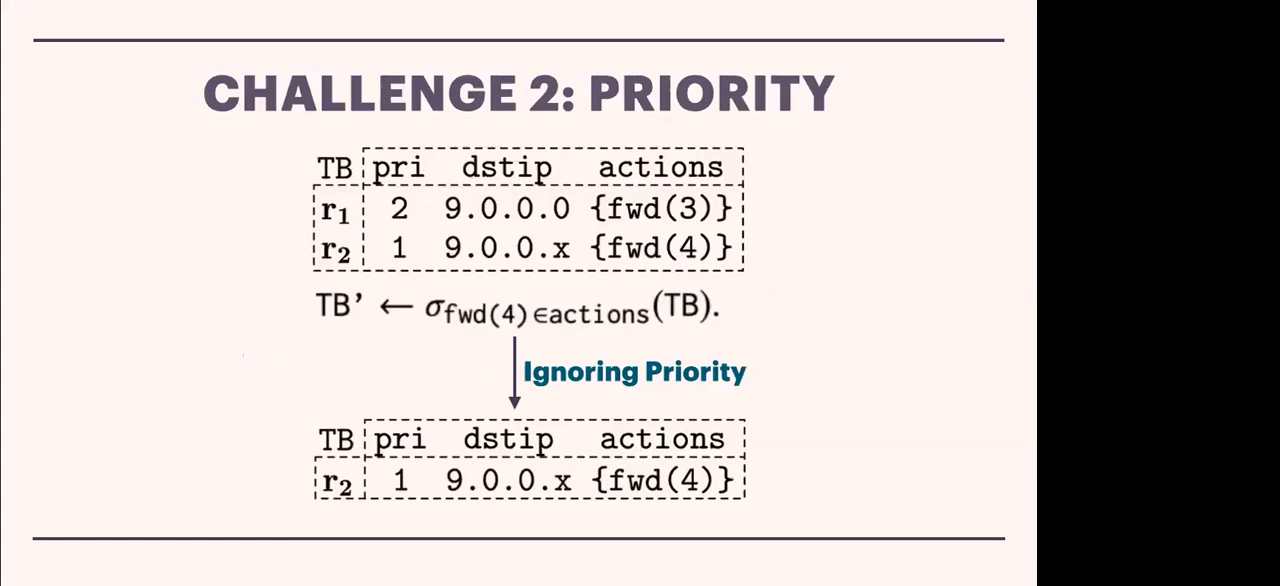 CHALLENGE 2: PRIORITY
TB pri dstip actions
r₁ 2 9.0.0.0 {fwd(3)}
r₂ 1 9.0.0.x {fwd(4)}
TB’ ← σfwd(4)∈actions(TB).
Ignoring Priority
TB pri dstip actions
r₂ 1 9.0.0.x {fwd(4)}